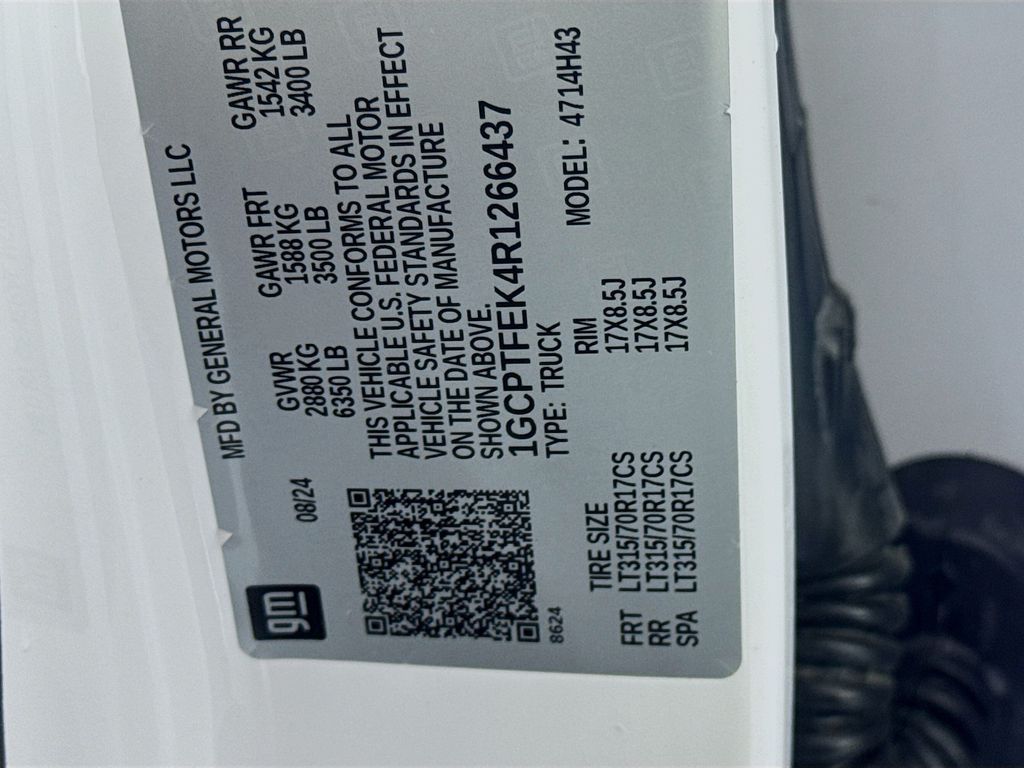 gm
MFD BY GENERAL MOTORS LLC
08/24 GVWR GAWR FRT GAWR RR
2880 KG 1588 KG 1542 KG
6350 LB 3500 LB 3400 LB
THIS VEHICLE CONFORMS TO ALL
APPLICABLE U.S. FEDERAL MOTOR
VEHICLE SAFETY STANDARDS IN EFFECT
ON THE DATE OF MANUFACTURE
SHOWN ABOVE.
1GCPTFEK4R1266437
8624 TYPE: TRUCK MODEL: 4714H43
TIRE SIZE RIM
FRT LT315/70R17CS 17X8.5J
RR LT315/70R17CS 17X8.5J
SPA LT315/70R17CS 17X8.5J